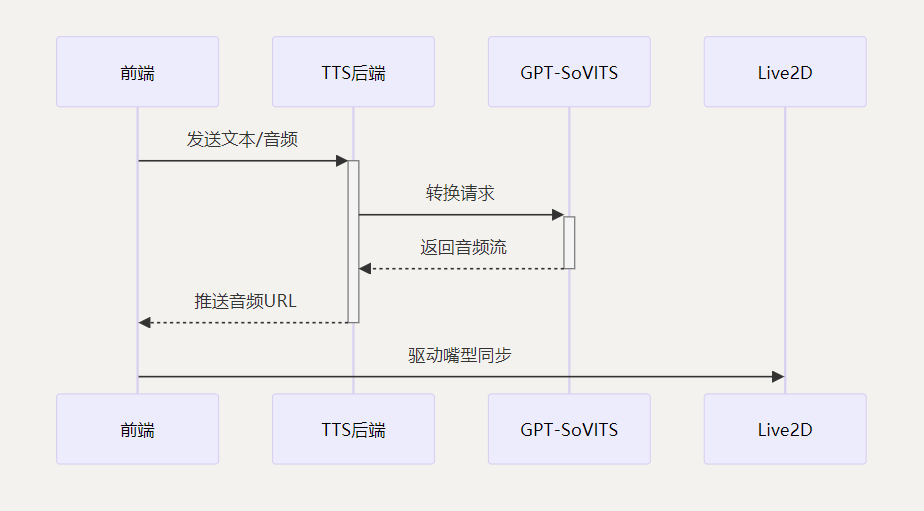 前端
TTS后端
GPT-SoVITS
Live2D
发送文本/音频
转换请求
返回音频流
推送音频URL
驱动嘴型同步
前端
TTS后端
GPT-SoVITS
Live2D